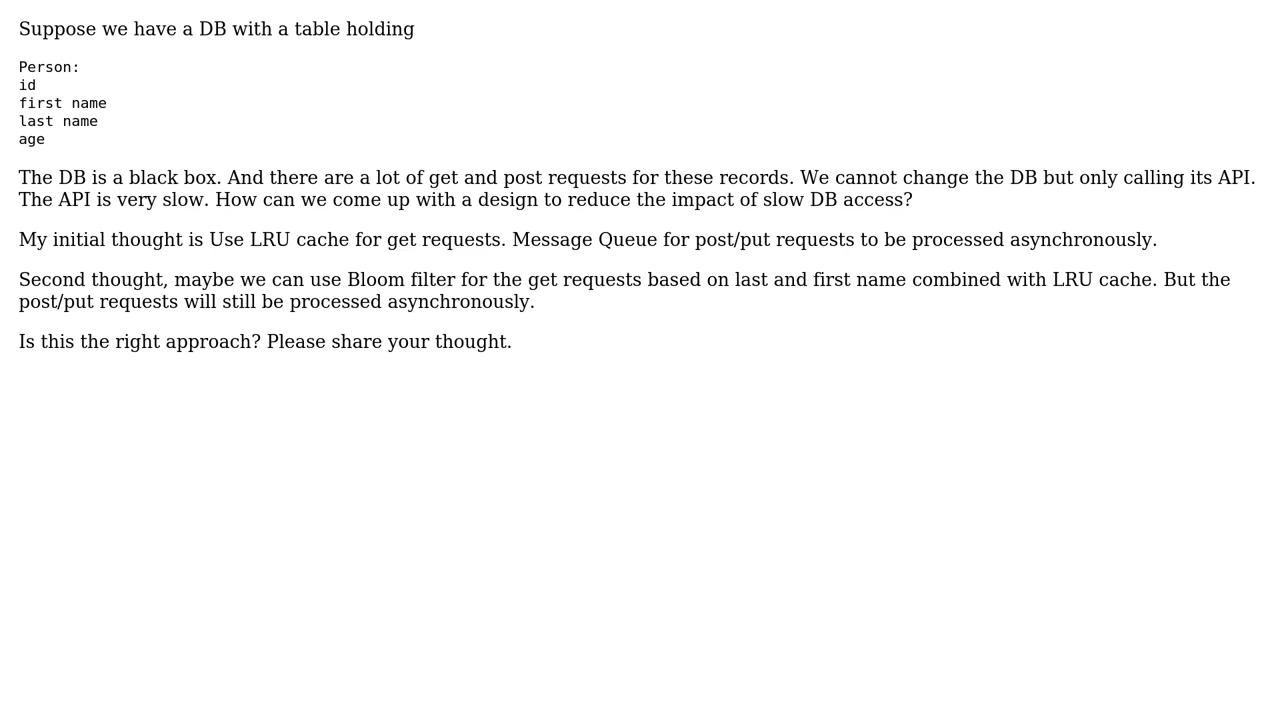 Suppose we have a DB with a table holding
Person:
id
first name
last name
age
The DB is a black box. And there are a lot of get and post requests for these records. We cannot change the DB but only calling its API.
The API is very slow. How can we come up with a design to reduce the impact of slow DB access?
My initial thought is Use LRU cache for get requests. Message Queue for post/put requests to be processed asynchronously.
Second thought, maybe we can use Bloom filter for the get requests based on last and first name combined with LRU cache. But the
post/put requests will still be processed asynchronously.
Is this the right approach? Please share your thought.